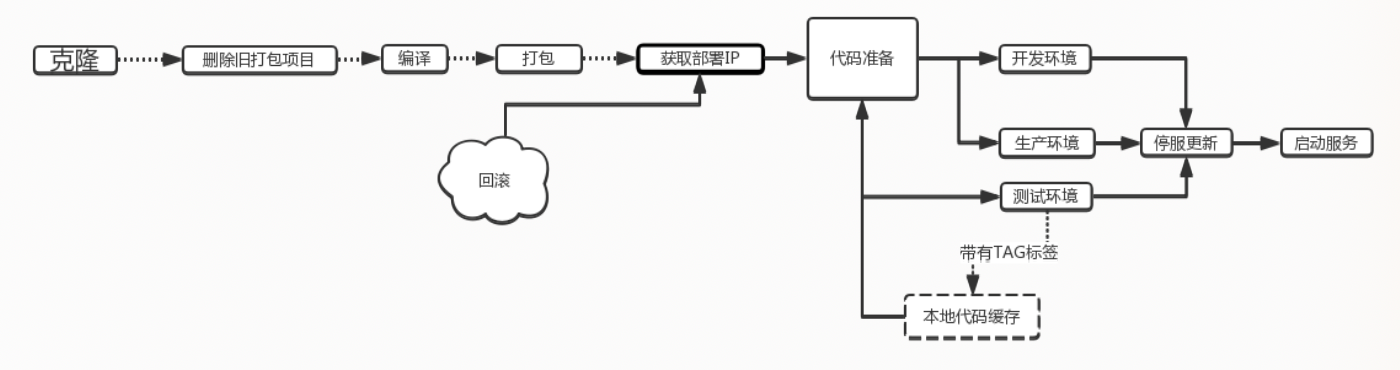 克隆
删除旧打包项目
编译
打包
获取部署IP
代码准备
开发环境
生产环境
停服更新
启动服务
回滚
测试环境
带有TAG标签
本地代码缓存